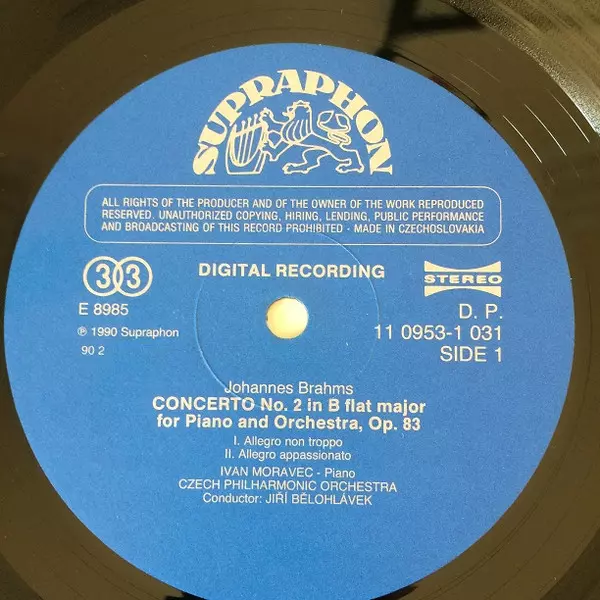 SUPRAPHON
ALL RIGHTS OF THE PRODUCER AND OF THE OWNER OF THE WORK REPRODUCED
RESERVED. UNAUTHORIZED COPYING, HIRING, LENDING, PUBLIC PERFORMANCE
AND BROADCASTING OF THIS RECORD PROHIBITED · MADE IN CZECHOSLOVAKIA
33
DIGITAL RECORDING
STEREO
E 8985
D. P.
℗ 1990 Supraphon
11 0953-1 031
90 2
SIDE 1
Johannes Brahms
CONCERTO No. 2 in B flat major
for Piano and Orchestra, Op. 83
I. Allegro non troppo
II. Allegro appassionato
IVAN MORAVEC - Piano
CZECH PHILHARMONIC ORCHESTRA
Conductor: JIŘÍ BĚLOHLÁVEK